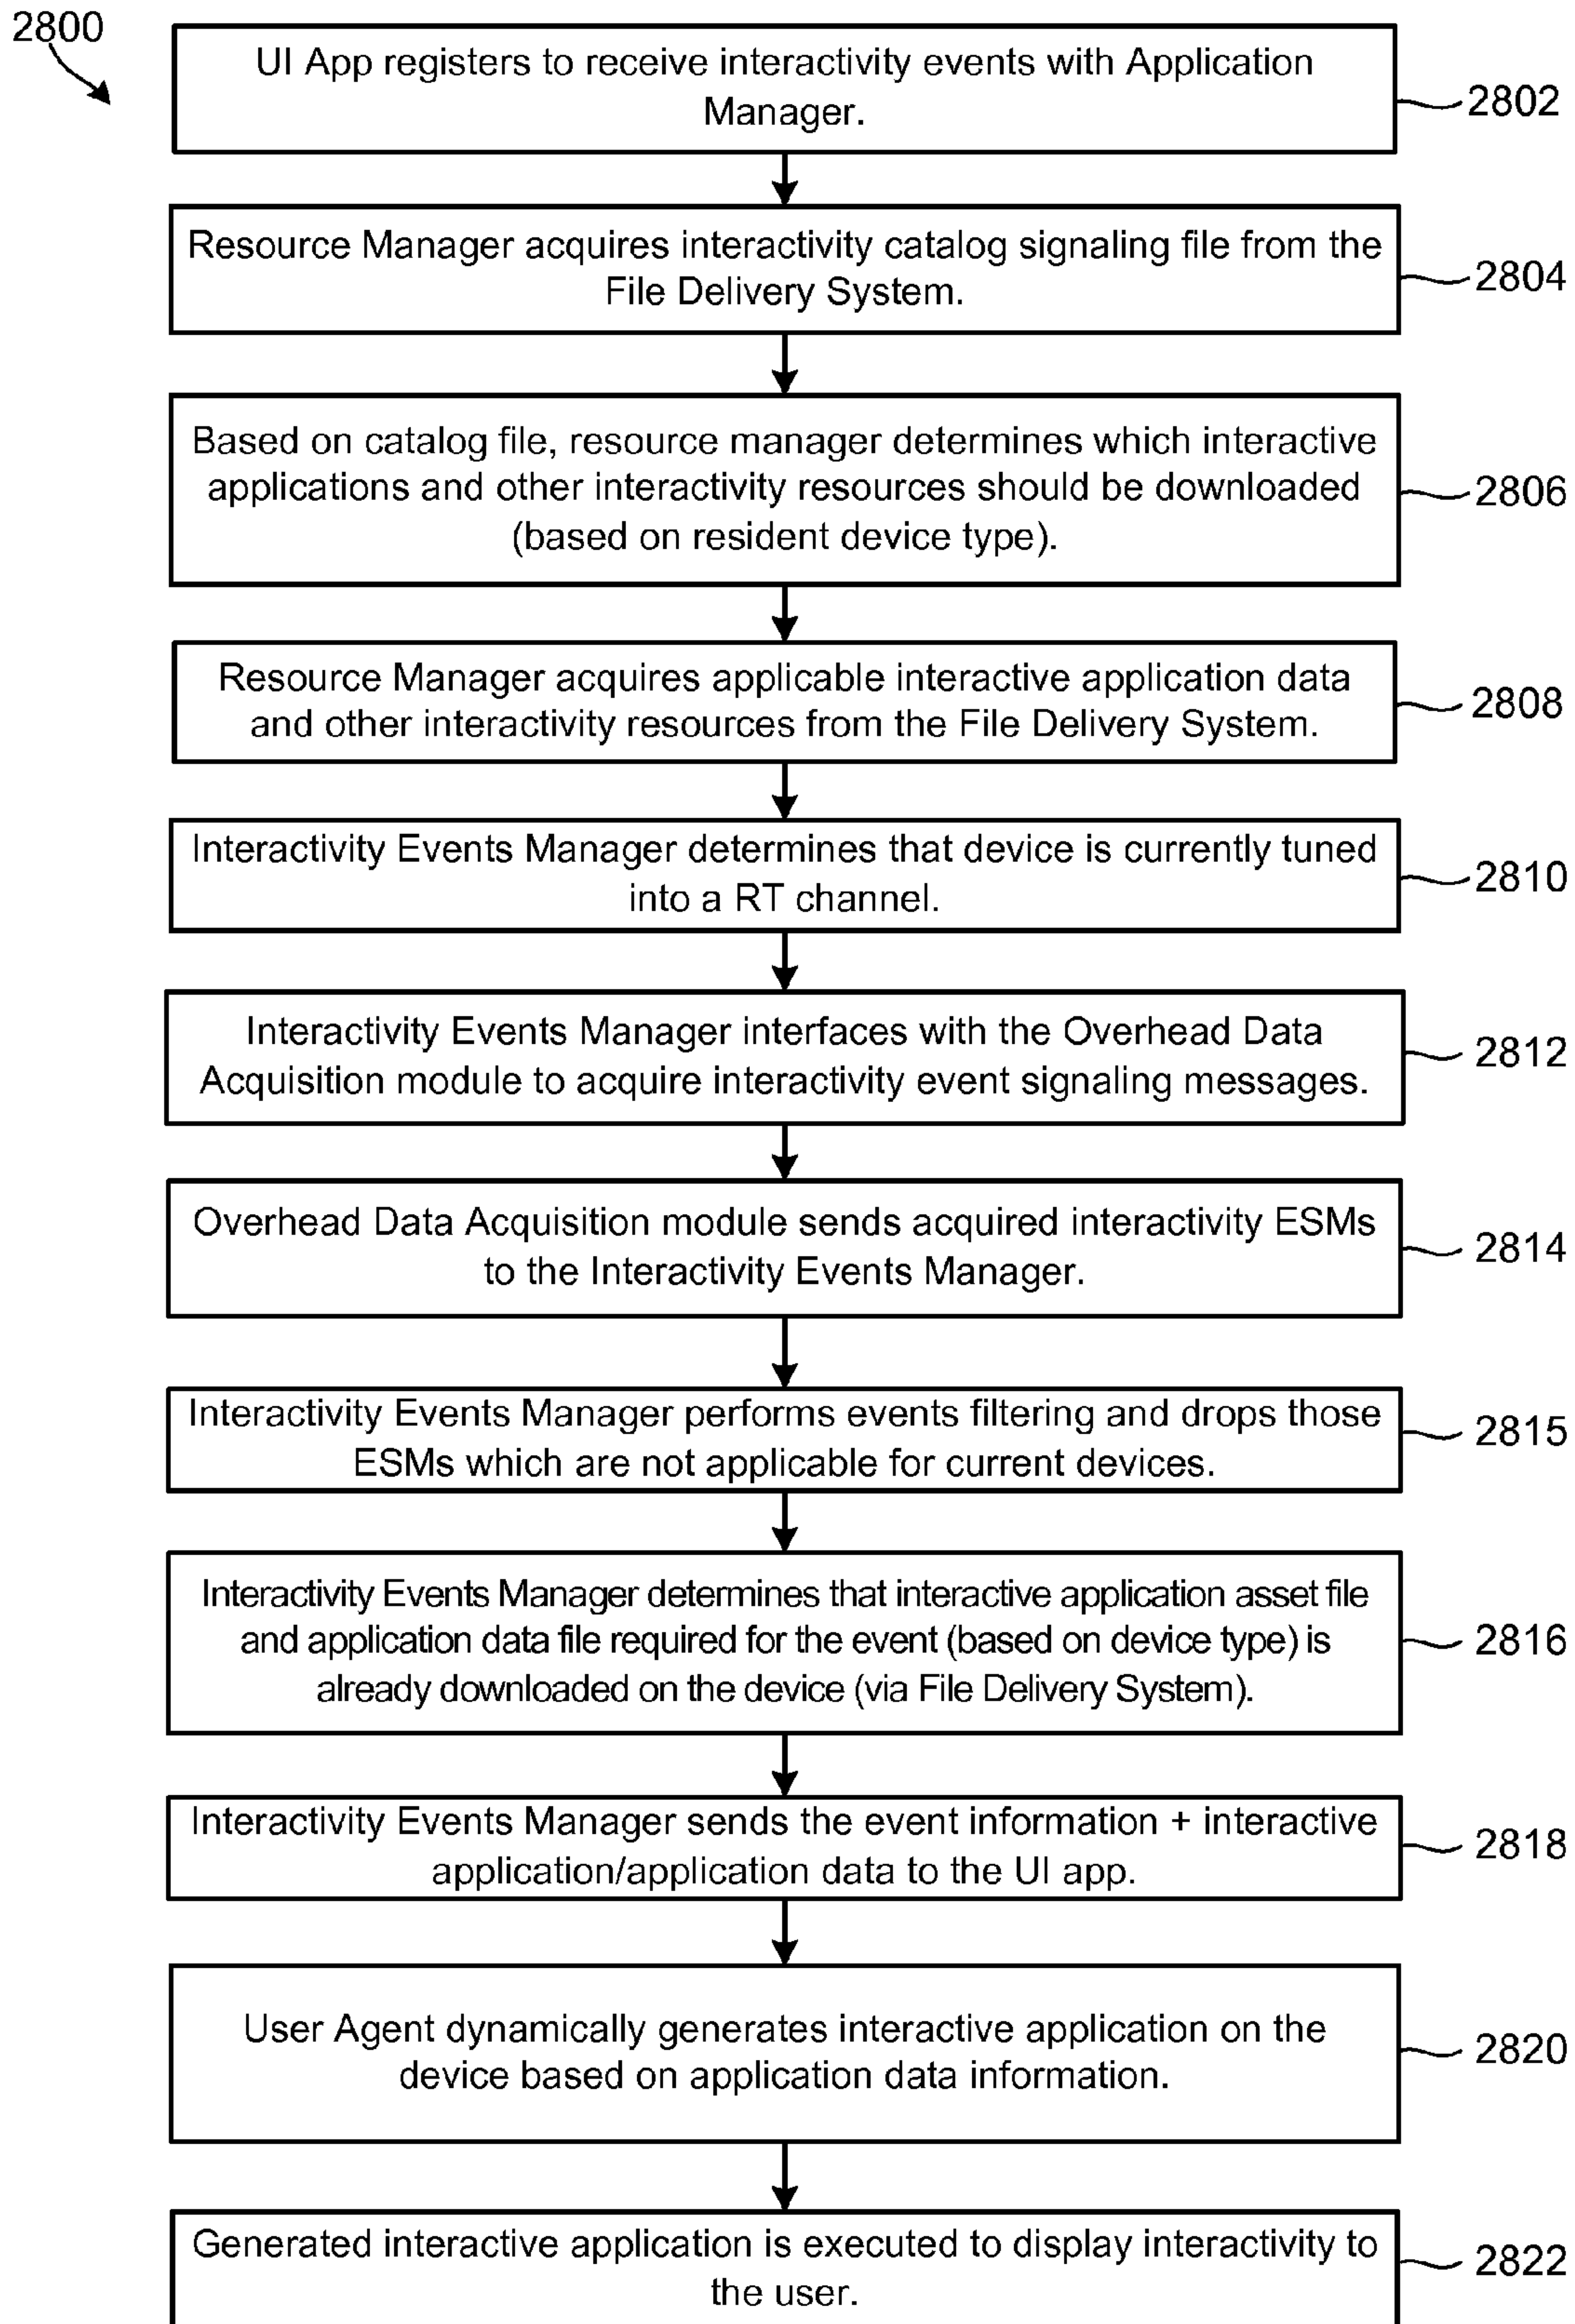 2800
UI App registers to receive interactivity events with Application
Manager.
2802
Resource Manager acquires interactivity catalog signaling file from the
File Delivery System.
2804
Based on catalog file, resource manager determines which interactive
applications and other interactivity resources should be downloaded
(based on resident device type).
2806
Resource Manager acquires applicable interactive application data
and other interactivity resources from the File Delivery System.
2808
Interactivity Events Manager determines that device is currently tuned
into a RT channel.
2810
Interactivity Events Manager interfaces with the Overhead Data
Acquisition module to acquire interactivity event signaling messages.
2812
Overhead Data Acquisition module sends acquired interactivity ESMs
to the Interactivity Events Manager.
2814
Interactivity Events Manager performs events filtering and drops those
ESMs which are not applicable for current devices.
2815
Interactivity Events Manager determines that interactive application asset file
and application data file required for the event (based on device type) is
already downloaded on the device (via File Delivery System).
2816
Interactivity Events Manager sends the event information + interactive
application/application data to the UI app.
2818
User Agent dynamically generates interactive application on the
device based on application data information.
2820
Generated interactive application is executed to display interactivity to
the user.
2822